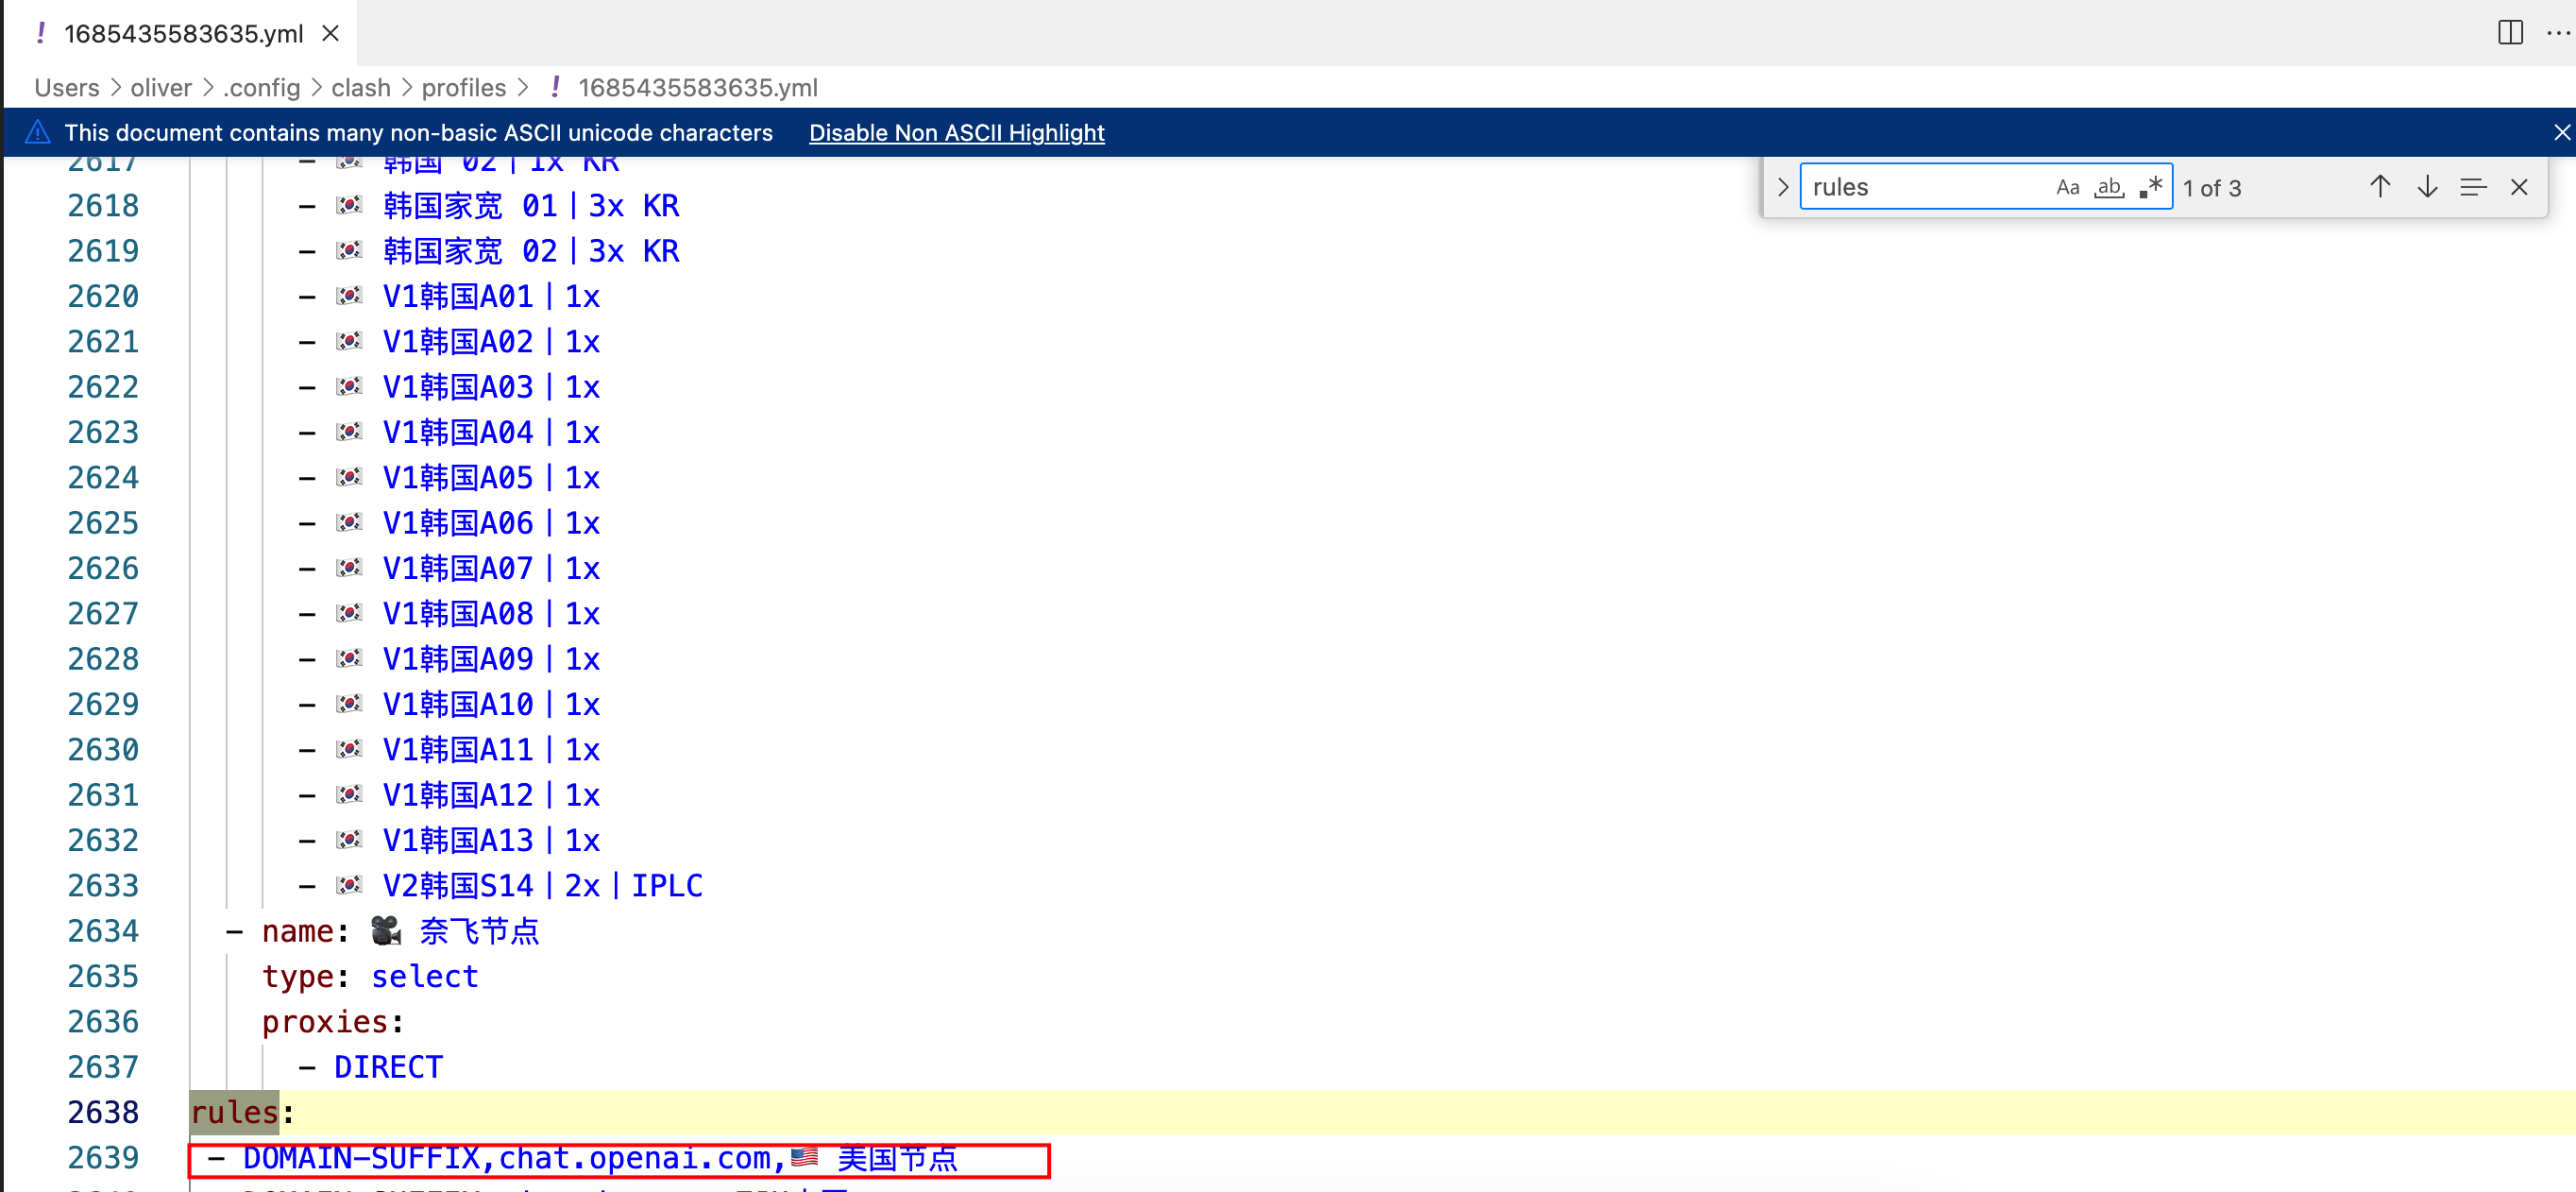 ! 1685435583635.yml ×
Users > oliver > .config > clash > profiles > ! 1685435583635.yml
This document contains many non-basic ASCII unicode characters Disable Non ASCII Highlight
rules Aa ab 1 of 3
2617 - 🇰🇷 韩国 02｜1x KR
2618 - 🇰🇷 韩国家宽 01｜3x KR
2619 - 🇰🇷 韩国家宽 02｜3x KR
2620 - 🇰🇷 V1韩国A01｜1x
2621 - 🇰🇷 V1韩国A02｜1x
2622 - 🇰🇷 V1韩国A03｜1x
2623 - 🇰🇷 V1韩国A04｜1x
2624 - 🇰🇷 V1韩国A05｜1x
2625 - 🇰🇷 V1韩国A06｜1x
2626 - 🇰🇷 V1韩国A07｜1x
2627 - 🇰🇷 V1韩国A08｜1x
2628 - 🇰🇷 V1韩国A09｜1x
2629 - 🇰🇷 V1韩国A10｜1x
2630 - 🇰🇷 V1韩国A11｜1x
2631 - 🇰🇷 V1韩国A12｜1x
2632 - 🇰🇷 V1韩国A13｜1x
2633 - 🇰🇷 V2韩国S14｜2x｜IPLC
2634 - name: 🎥 奈飞节点
2635 type: select
2636 proxies:
2637 - DIRECT
2638 rules:
2639 - DOMAIN-SUFFIX,chat.openai.com,🇺🇸 美国节点